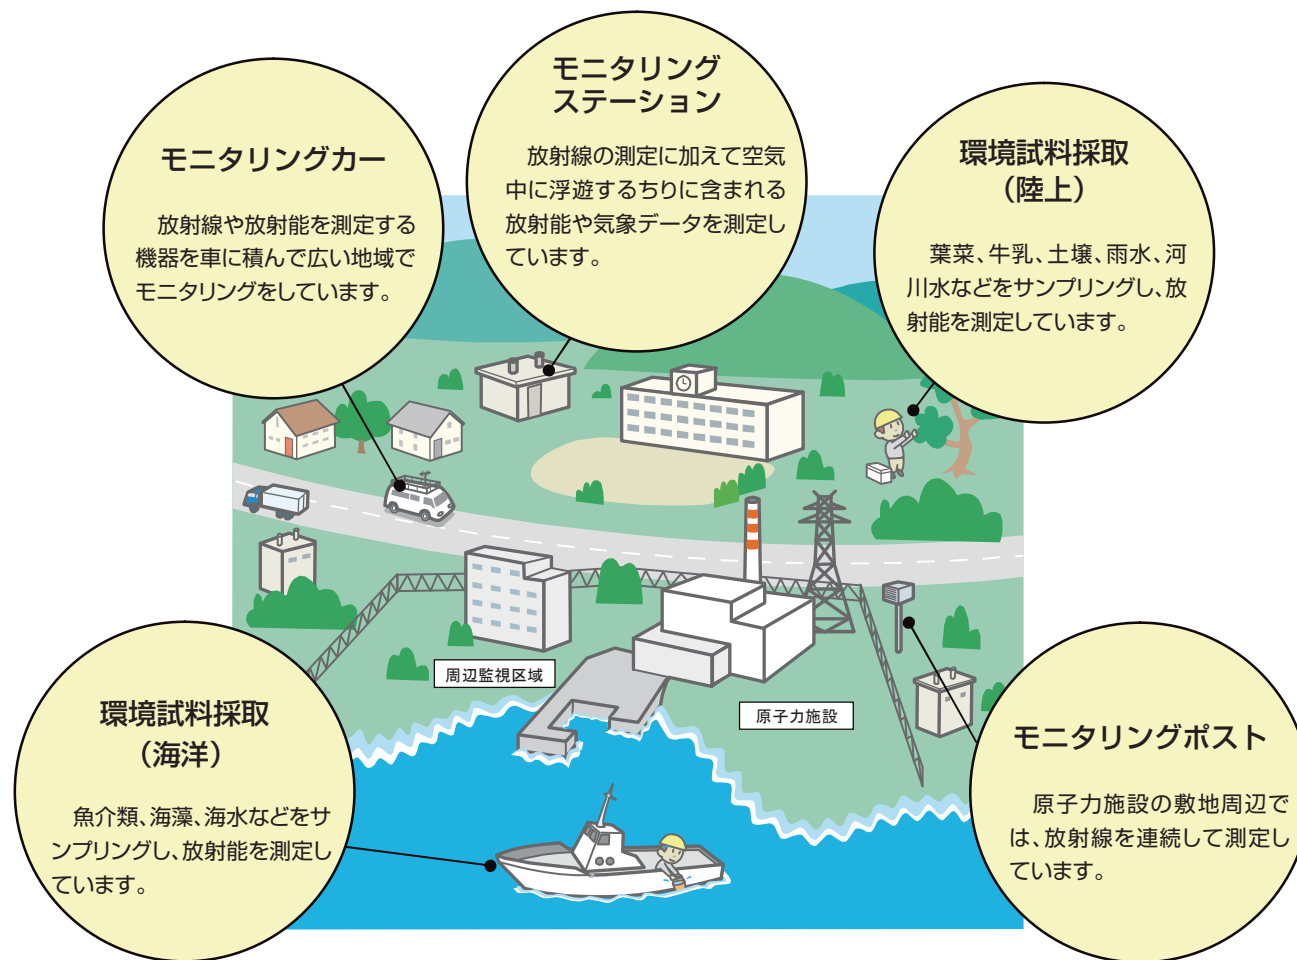 モニタリング
ステーション
放射線の測定に加えて空気
中に浮遊するちりに含まれる
放射能や気象データを測定し
ています。
モニタリングカー
放射線や放射能を測定する
機器を車に積んで広い地域で
モニタリングをしています。
環境試料採取
（陸上）
葉菜、牛乳、土壌、雨水、河
川水などをサンプリングし、放
射能を測定しています。
周辺監視区域
原子力施設
環境試料採取
（海洋）
魚介類、海藻、海水などをサ
ンプリングし、放射能を測定し
ています。
モニタリングポスト
原子力施設の敷地周辺で
は、放射線を連続して測定し
ています。